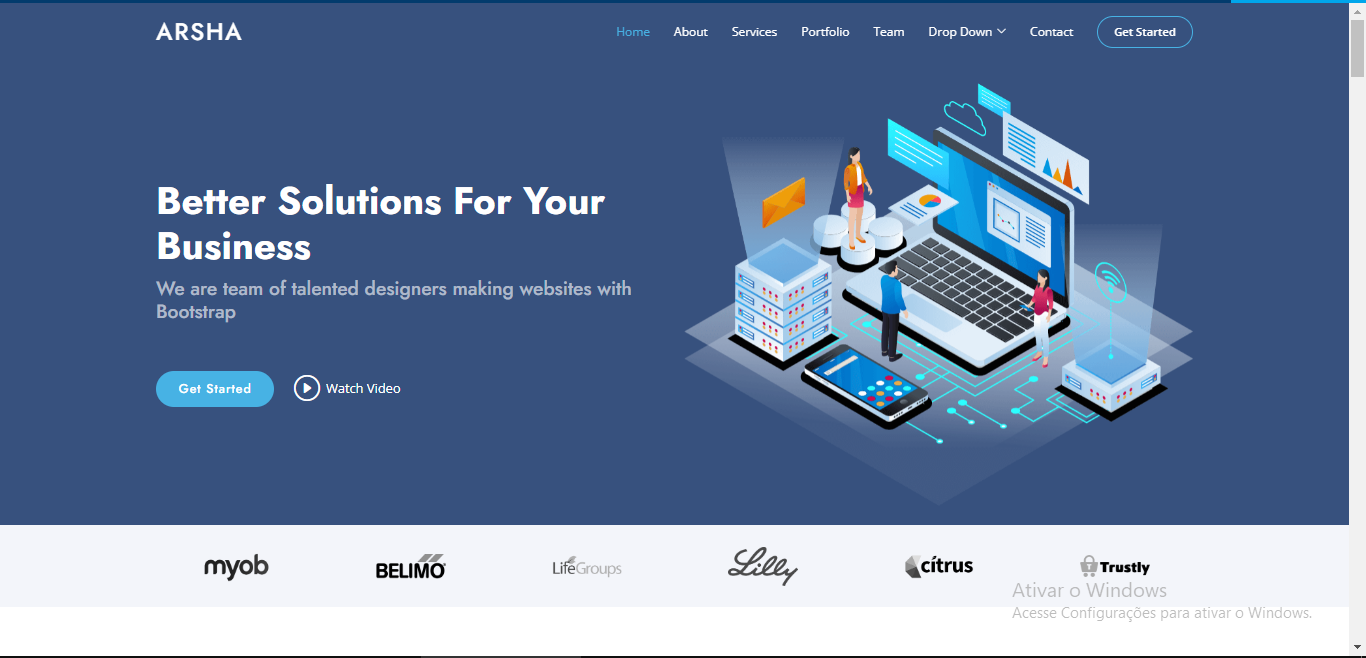 ARSHA
Home About Services Portfolio Team Drop Down Contact Get Started
Better Solutions For Your
Business
We are team of talented designers making websites with
Bootstrap
Get Started Watch Video
myob BELIMO LifeGroups Lilly cítrus Trustly
Ativar o Windows
Acesse Configurações para ativar o Windows.